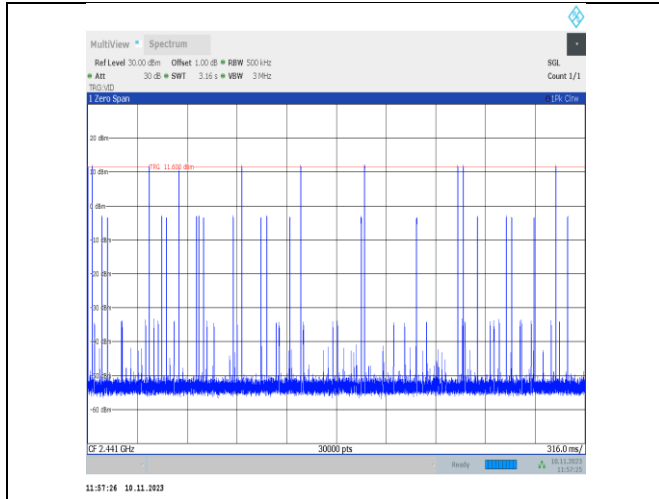 MultiView Spectrum
Ref Level 30.00 dBm Offset 1.00 dB RBW 500 kHz SGL
Att 30 dB SWT 3.16 s VBW 3 MHz Count 1/1
TRG:VID
1 Zero Span 1Pk Clrw
20 dBm
TRG 11.600 dBm
10 dBm
0 dBm
-10 dBm
-20 dBm
-30 dBm
-40 dBm
-50 dBm
-60 dBm
CF 2.441 GHz 30000 pts 316.0 ms/
Ready 10.11.2023
11:57:25
11:57:26 10.11.2023